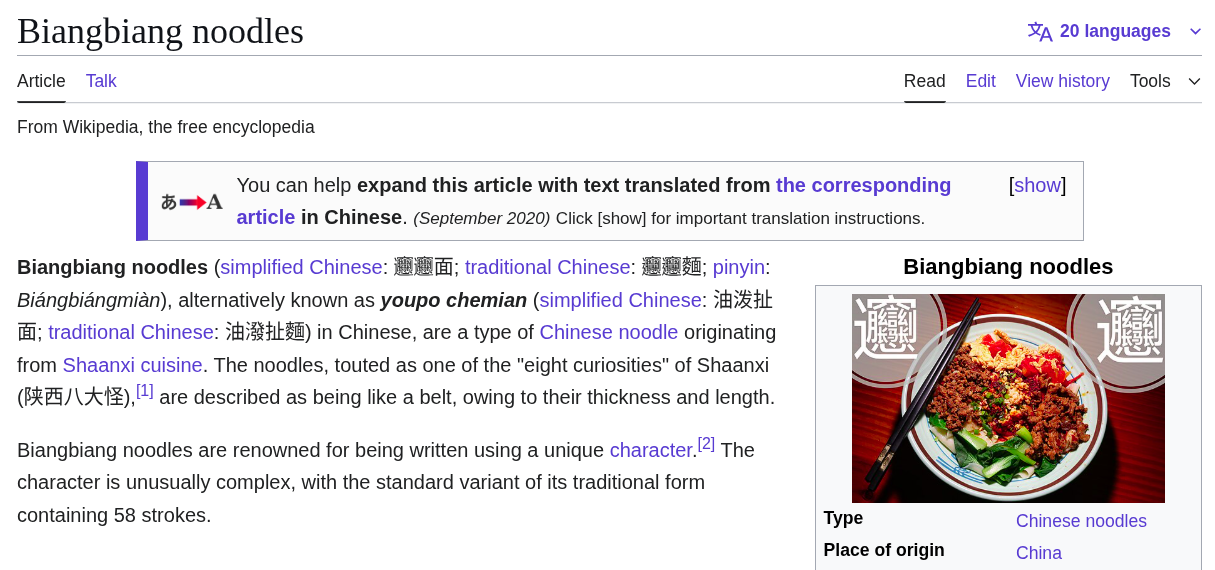 Biangbiang noodles
20 languages
Article Talk
Read Edit View history Tools
From Wikipedia, the free encyclopedia
あ A
You can help expand this article with text translated from the corresponding [show]
article in Chinese. (September 2020) Click [show] for important translation instructions.
Biangbiang noodles (simplified Chinese: 𰻝𰻝面; traditional Chinese: 𰻞𰻞麵; pinyin:
Biángbiángmiàn), alternatively known as youpo chemian (simplified Chinese: 油泼扯
面; traditional Chinese: 油潑扯麵) in Chinese, are a type of Chinese noodle originating
from Shaanxi cuisine. The noodles, touted as one of the "eight curiosities" of Shaanxi
(陕西八大怪),[1] are described as being like a belt, owing to their thickness and length.
Biangbiang noodles are renowned for being written using a unique character.[2] The
character is unusually complex, with the standard variant of its traditional form
containing 58 strokes.
Biangbiang noodles
𰻞 𰻝
Type Chinese noodles
Place of origin China